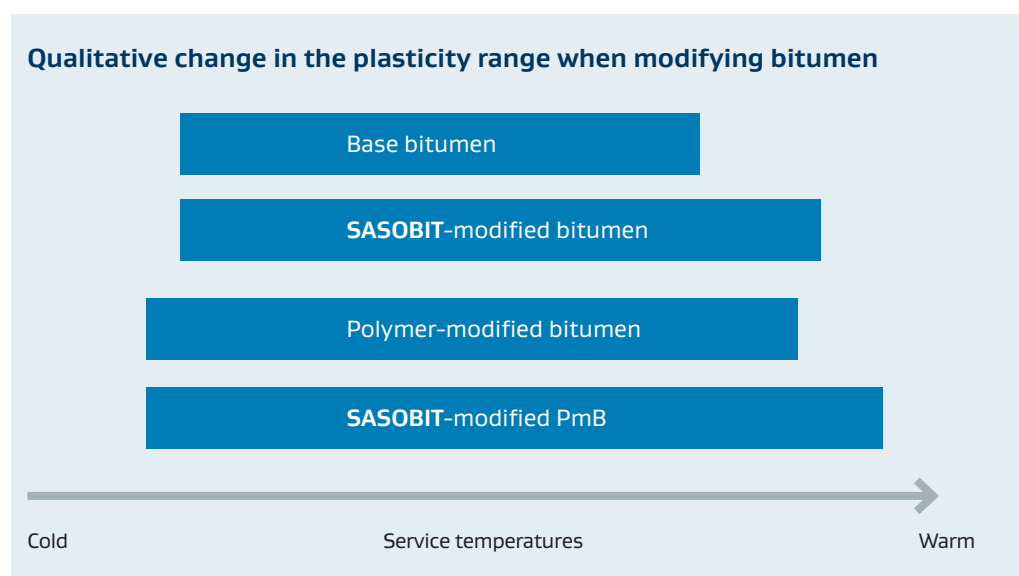 Qualitative change in the plasticity range when modifying bitumen
Base bitumen
SASOBIT-modified bitumen
Polymer-modified bitumen
SASOBIT-modified PmB
Cold Service temperatures Warm